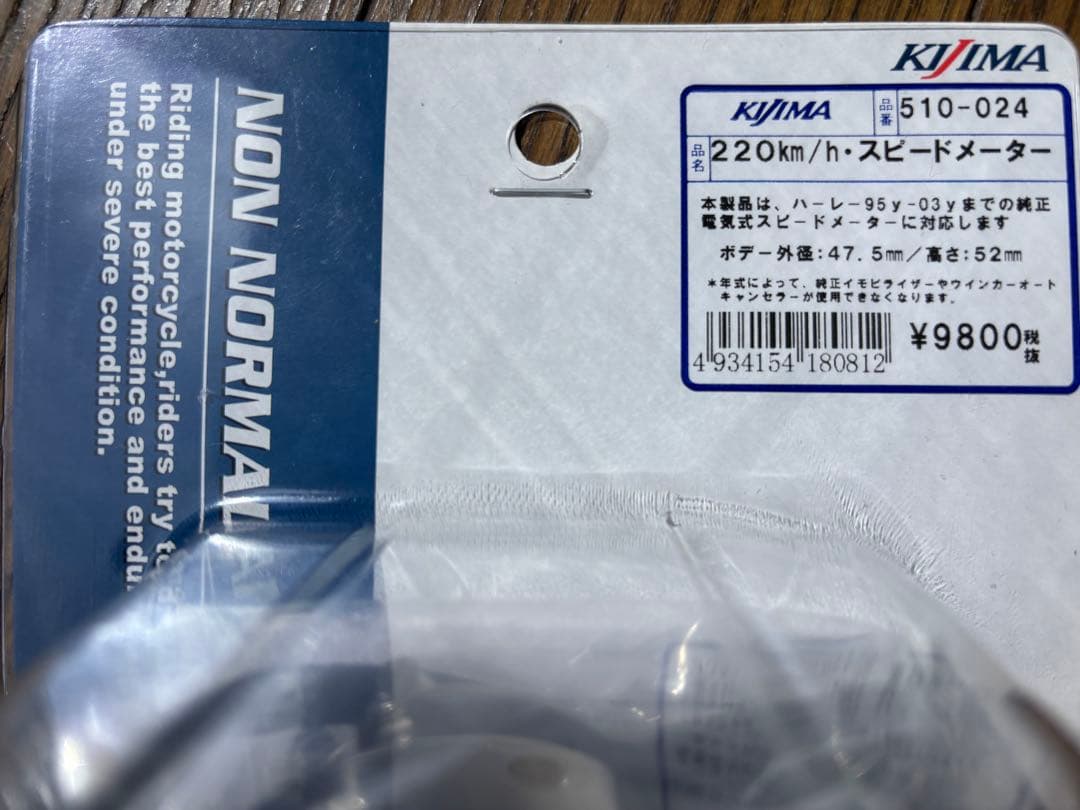 KIJIMA
KIJIMA 品番 510-024
品名 220km/h・スピードメーター
本製品は、ハーレー95y-03yまでの純正
電気式スピードメーターに対応します
ボデー外径:47.5mm/高さ:52mm
*年式によって、純正イモビライザーやウインカーオート
キャンセラーが使用できなくなります。
4 934154 180812
¥9800税抜
NON NORMAL
Riding motorcycle,riders try to
the best performance and endu
under severe condition.